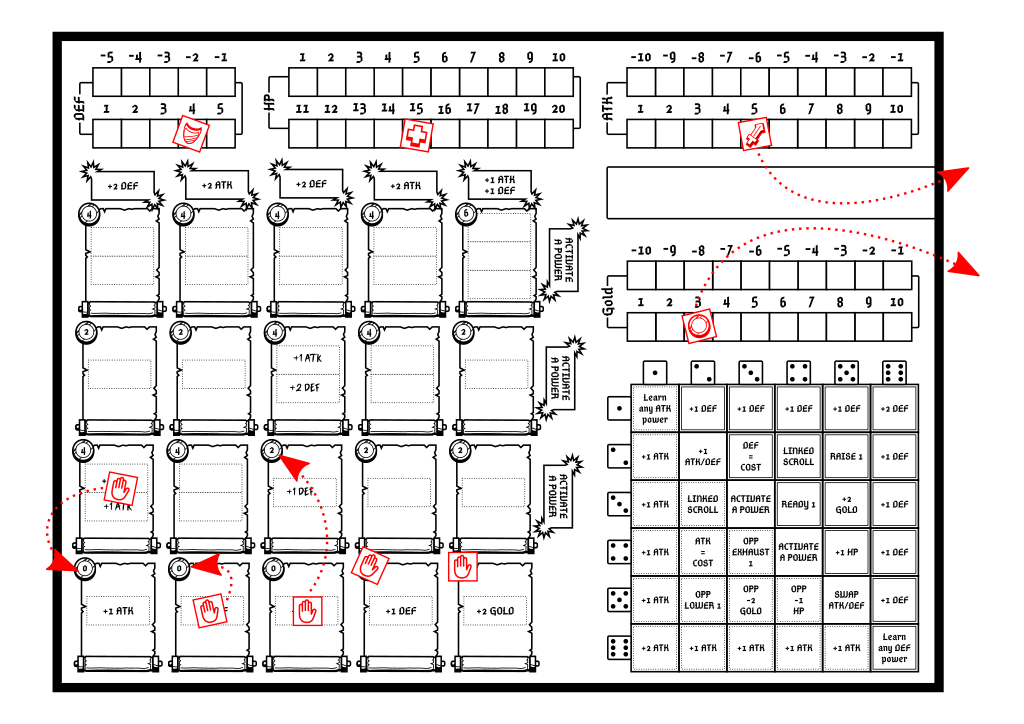 -5 -4 -3 -2 -1
DEF
1 2 3 4 5
1 2 3 4 5 6 7 8 9 10
HP
11 12 13 14 15 16 17 18 19 20
-10 -9 -8 -7 -6 -5 -4 -3 -2 -1
ATK
1 2 3 4 5 6 7 8 9 10
+2 DEF
+2 ATK
+2 DEF
+2 ATK
+1 ATK
+1 DEF
4 4 4 4 6
ACTIVATE
A POWER
2 2 4 4 2
+1 ATK
+2 DEF
ACTIVATE
A POWER
4 4 2 2 2
+1 ATK
+1 DEF
ACTIVATE
A POWER
0 0 0
+1 ATK
+1 DEF
+2 GOLD
-10 -9 -8 -7 -6 -5 -4 -3 -2 -1
Gold
1 2 3 4 5 6 7 8 9 10
Learn
any ATK
power
+1 DEF
+1 DEF
+1 DEF
+1 DEF
+2 DEF
+1 ATK
+1
ATK/DEF
DEF
=
COST
LINKED
SCROLL
RAISE 1
+1 DEF
+1 ATK
LINKED
SCROLL
ACTIVATE
A POWER
READY 1
+2
GOLD
+1 DEF
+1 ATK
ATK
=
COST
OPP
EXHAUST
1
ACTIVATE
A POWER
+1 HP
+1 DEF
+1 ATK
OPP
LOWER 1
OPP
-2
GOLD
OPP
-1
HP
SWAP
ATK/DEF
+1 DEF
+2 ATK
+1 ATK
+1 ATK
+1 ATK
+1 ATK
Learn
any DEF
power